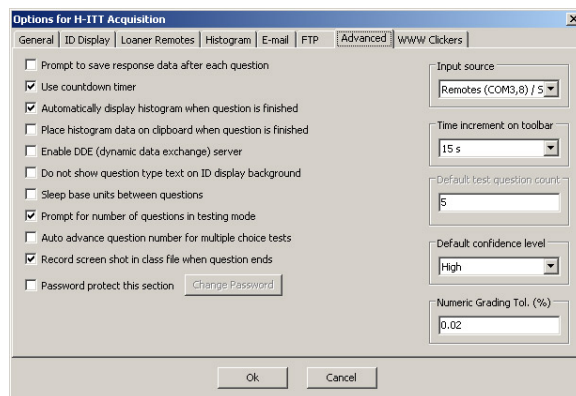 Options for H-ITT Acquisition
General ID Display Loaner Remotes Histogram E-mail FTP Advanced WWW Clickers
Prompt to save response data after each question
Use countdown timer
Automatically display histogram when question is finished
Place histogram data on clipboard when question is finished
Enable DDE (dynamic data exchange) server
Do not show question type text on ID display background
Sleep base units between questions
Prompt for number of questions in testing mode
Auto advance question number for multiple choice tests
Record screen shot in class file when question ends
Password protect this section Change Password
Input source
Remotes (COM3,8) / S
Time increment on toolbar
15 s
Default test question count
5
Default confidence level
High
Numeric Grading Tol. (%)
0.02
Ok Cancel